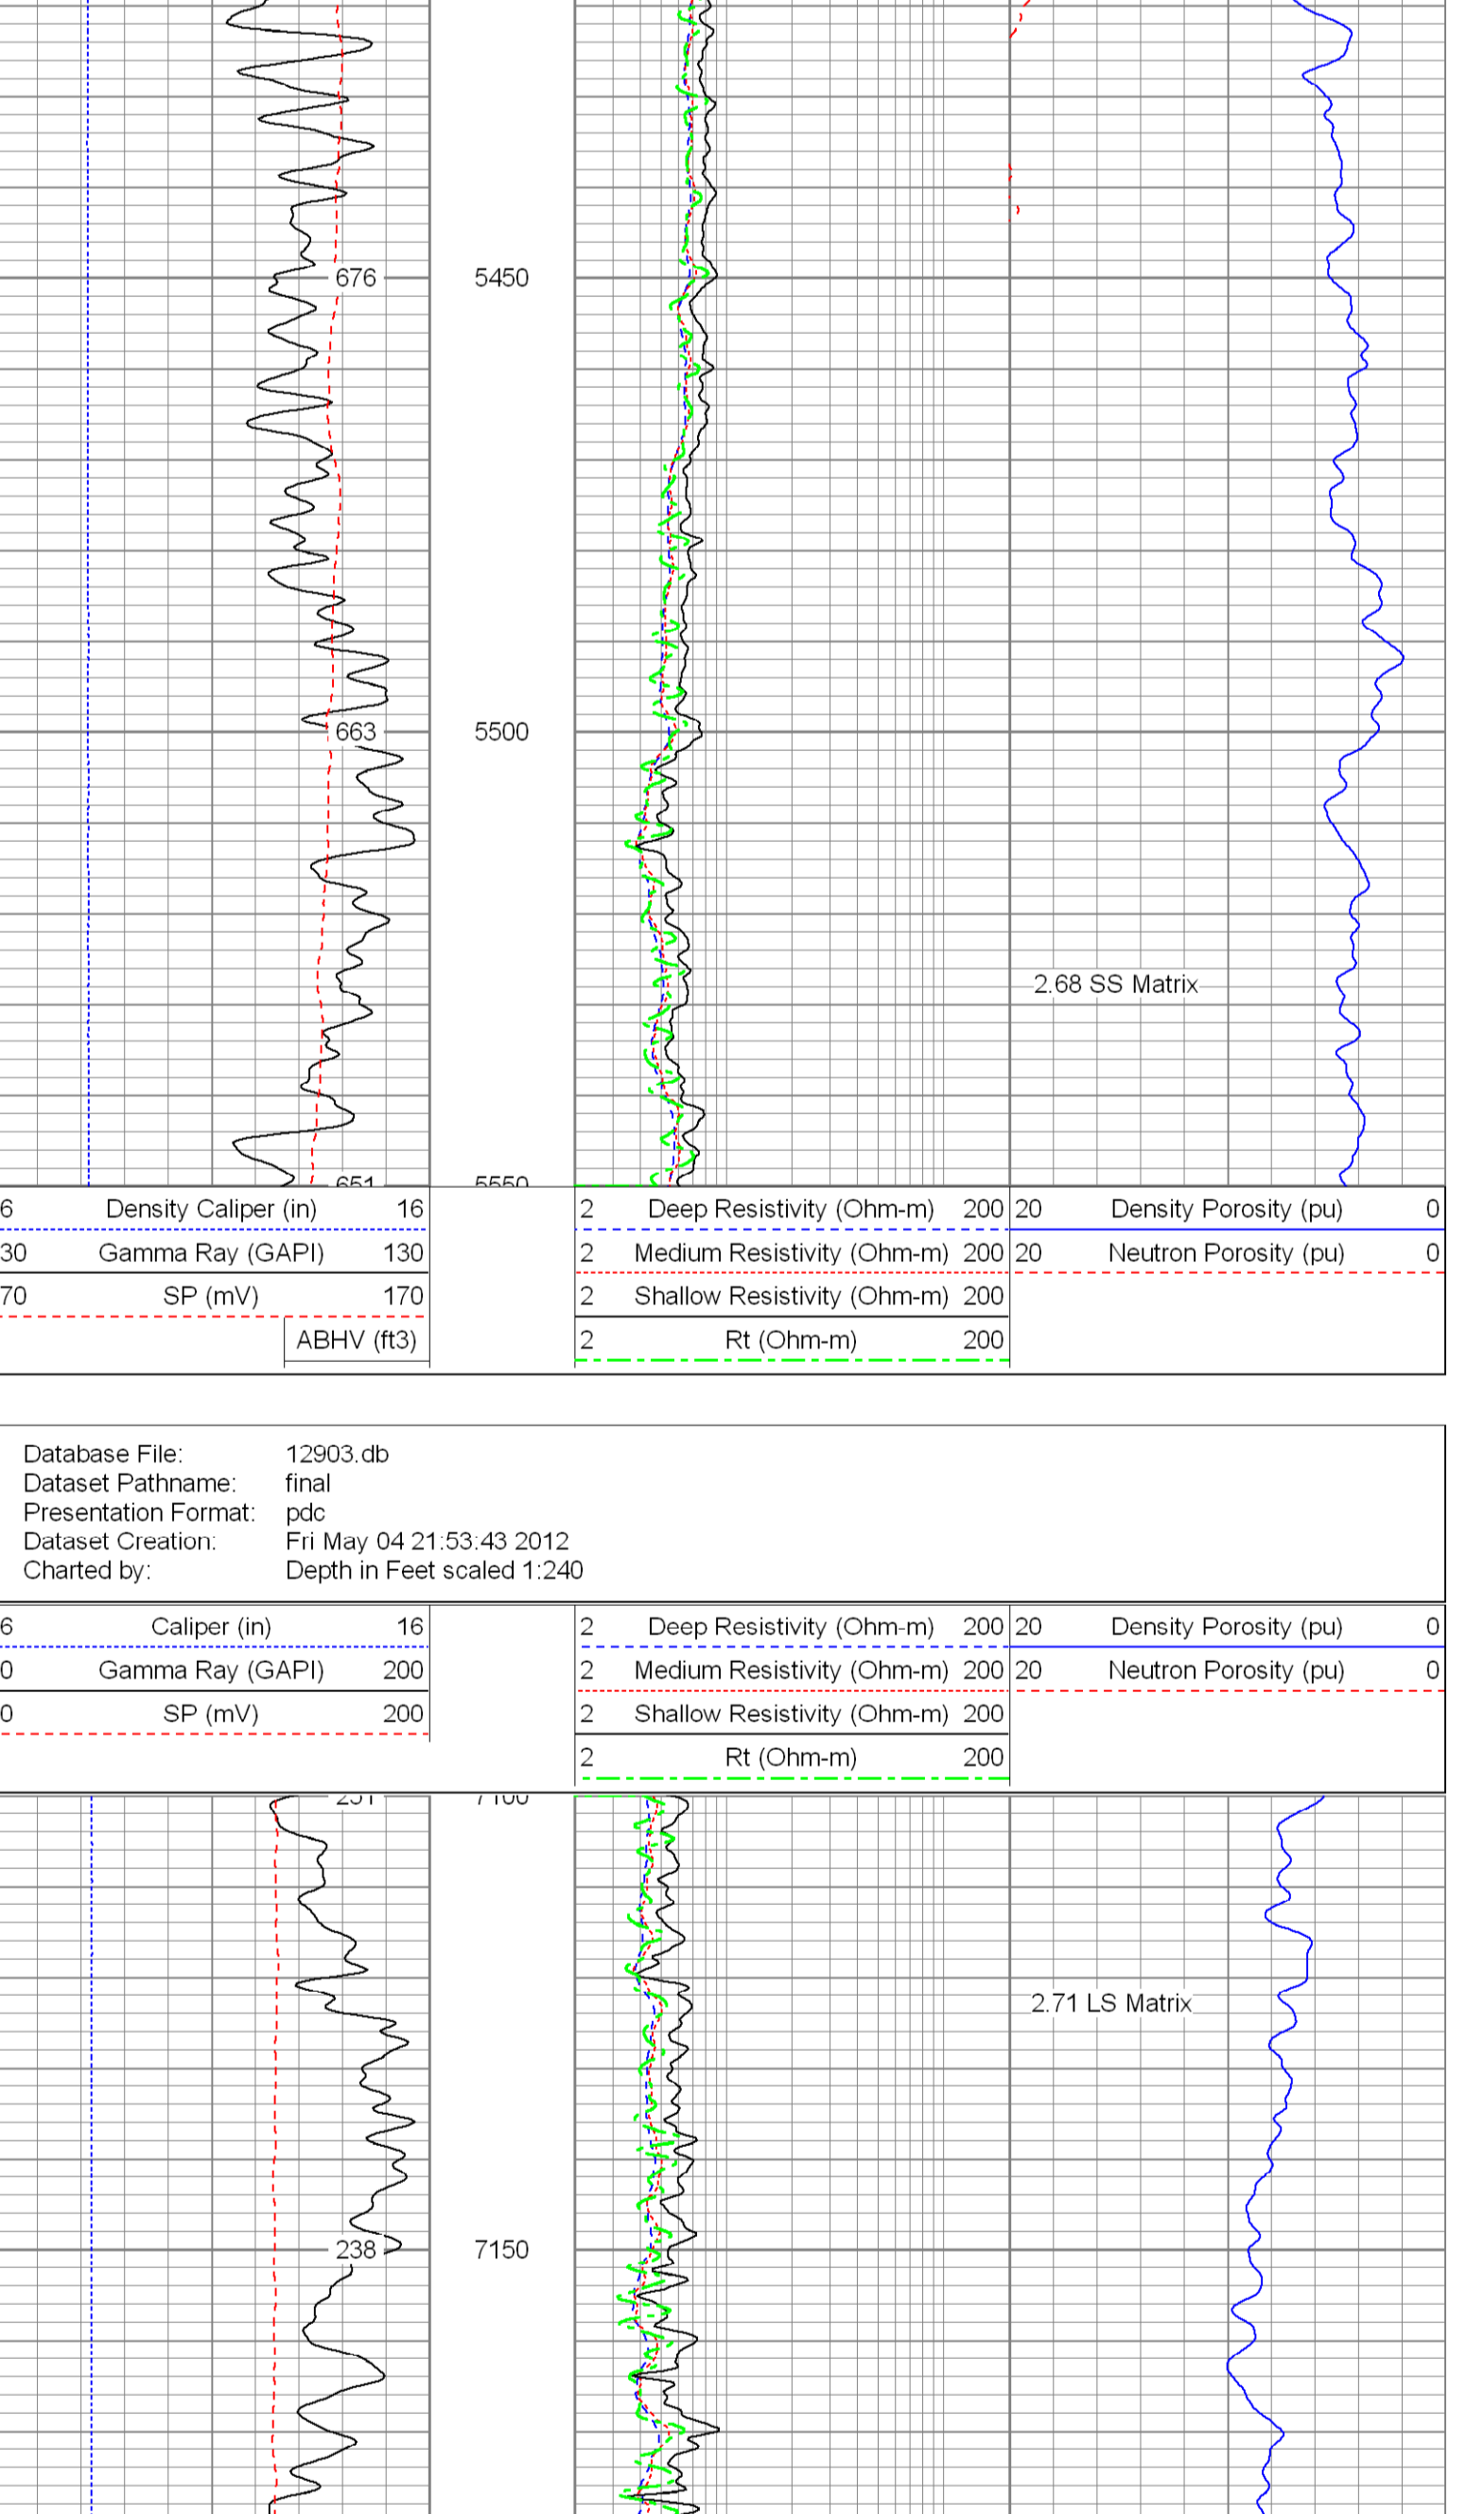 676
5450
663
5500
2.68 SS Matrix
651
5550
6 Density Caliper (in) 16
30 Gamma Ray (GAPI) 130
70 SP (mV) 170
ABHV (ft3)
2 Deep Resistivity (Ohm-m) 200
2 Medium Resistivity (Ohm-m) 200
2 Shallow Resistivity (Ohm-m) 200
2 Rt (Ohm-m) 200
20 Density Porosity (pu) 0
20 Neutron Porosity (pu) 0
Database File: 12903.db
Dataset Pathname: final
Presentation Format: pdc
Dataset Creation: Fri May 04 21:53:43 2012
Charted by: Depth in Feet scaled 1:240
6 Caliper (in) 16
0 Gamma Ray (GAPI) 200
0 SP (mV) 200
2 Deep Resistivity (Ohm-m) 200
2 Medium Resistivity (Ohm-m) 200
2 Shallow Resistivity (Ohm-m) 200
2 Rt (Ohm-m) 200
20 Density Porosity (pu) 0
20 Neutron Porosity (pu) 0
251
7100
2.71 LS Matrix
238
7150